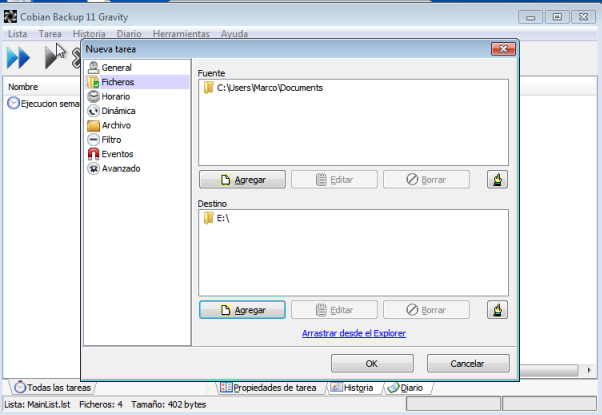 Cobian Backup 11 Gravity
Lista Tarea Historia Diario Herramientas Ayuda
Nueva tarea
Nombre
Ejecucion sema
General
Ficheros
Horario
Dinámica
Archivo
Filtro
Eventos
Avanzado
Fuente
C:\Users\Marco\Documents
Agregar Editar Borrar
Destino
E:\
Agregar Editar Borrar
Arrastrar desde el Explorer
OK Cancelar
Todas las tareas Propiedades de tarea Historia Diario
Lista: MainList.lst Ficheros: 4 Tamaño: 402 bytes